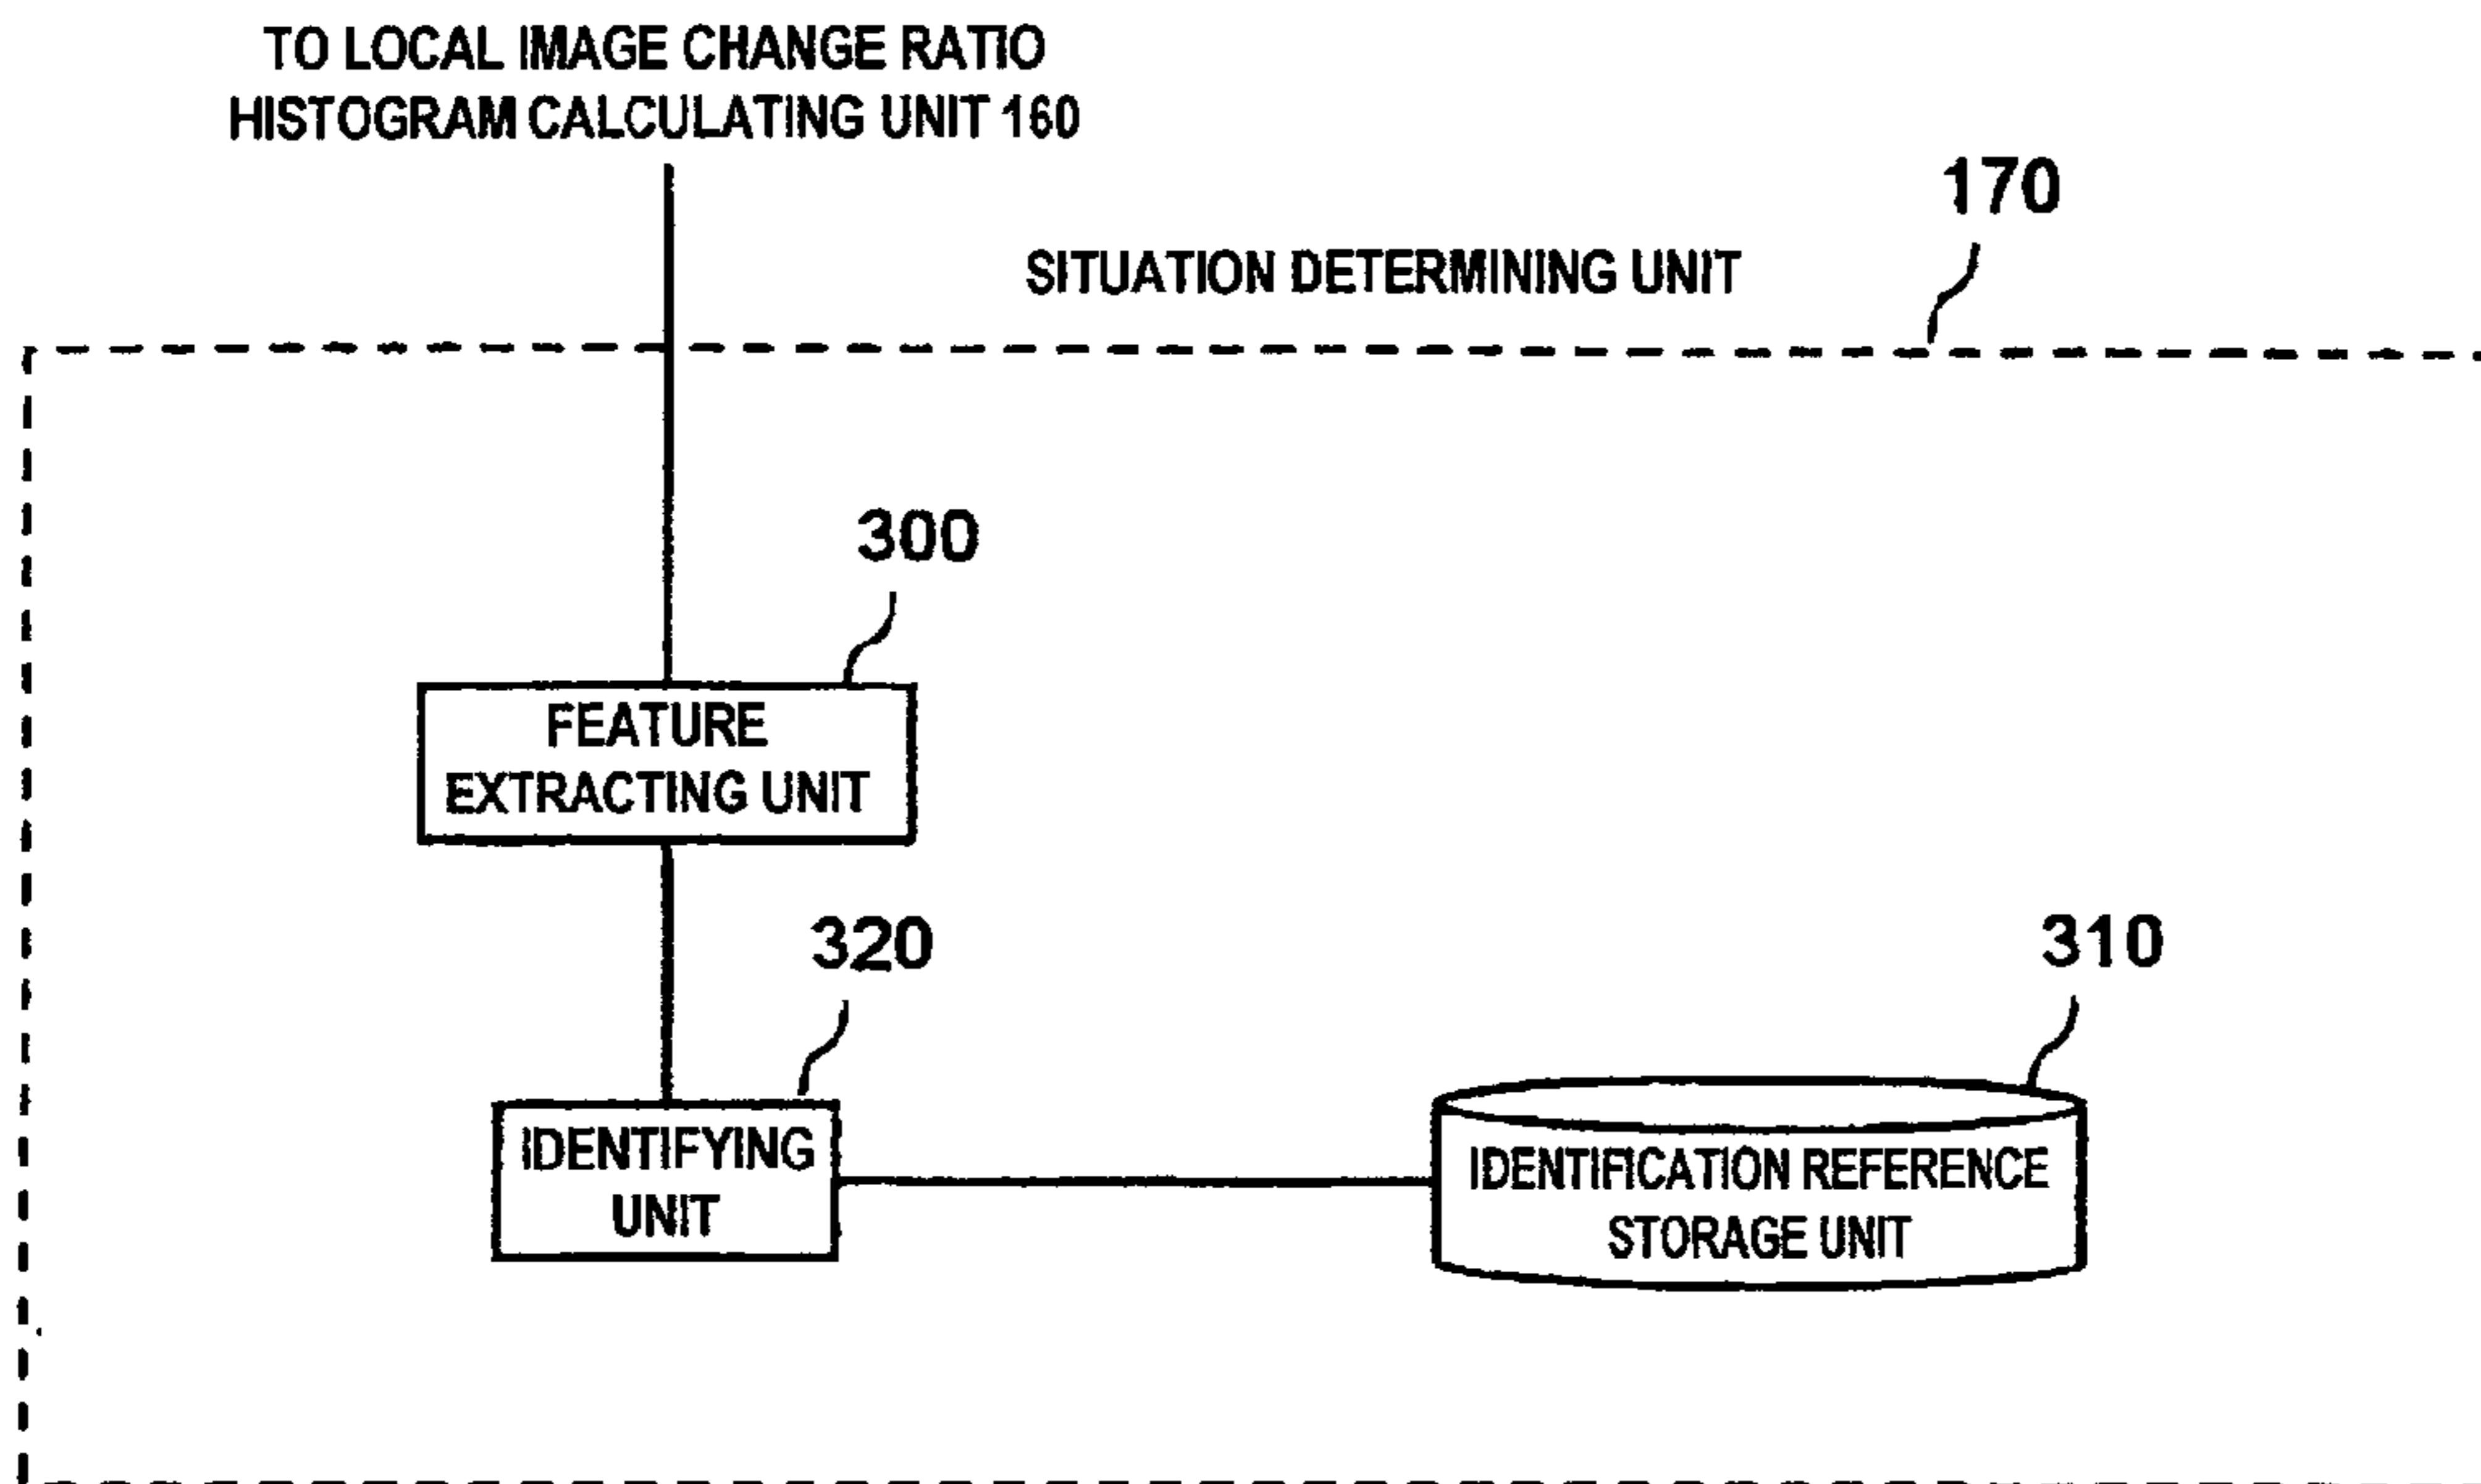 TO LOCAL IMAGE CHANGE RATIO
HISTOGRAM CALCULATING UNIT 160
170
SITUATION DETERMINING UNIT
300
FEATURE
EXTRACTING UNIT
320
310
IDENTIFYING
UNIT
IDENTIFICATION REFERENCE
STORAGE UNIT